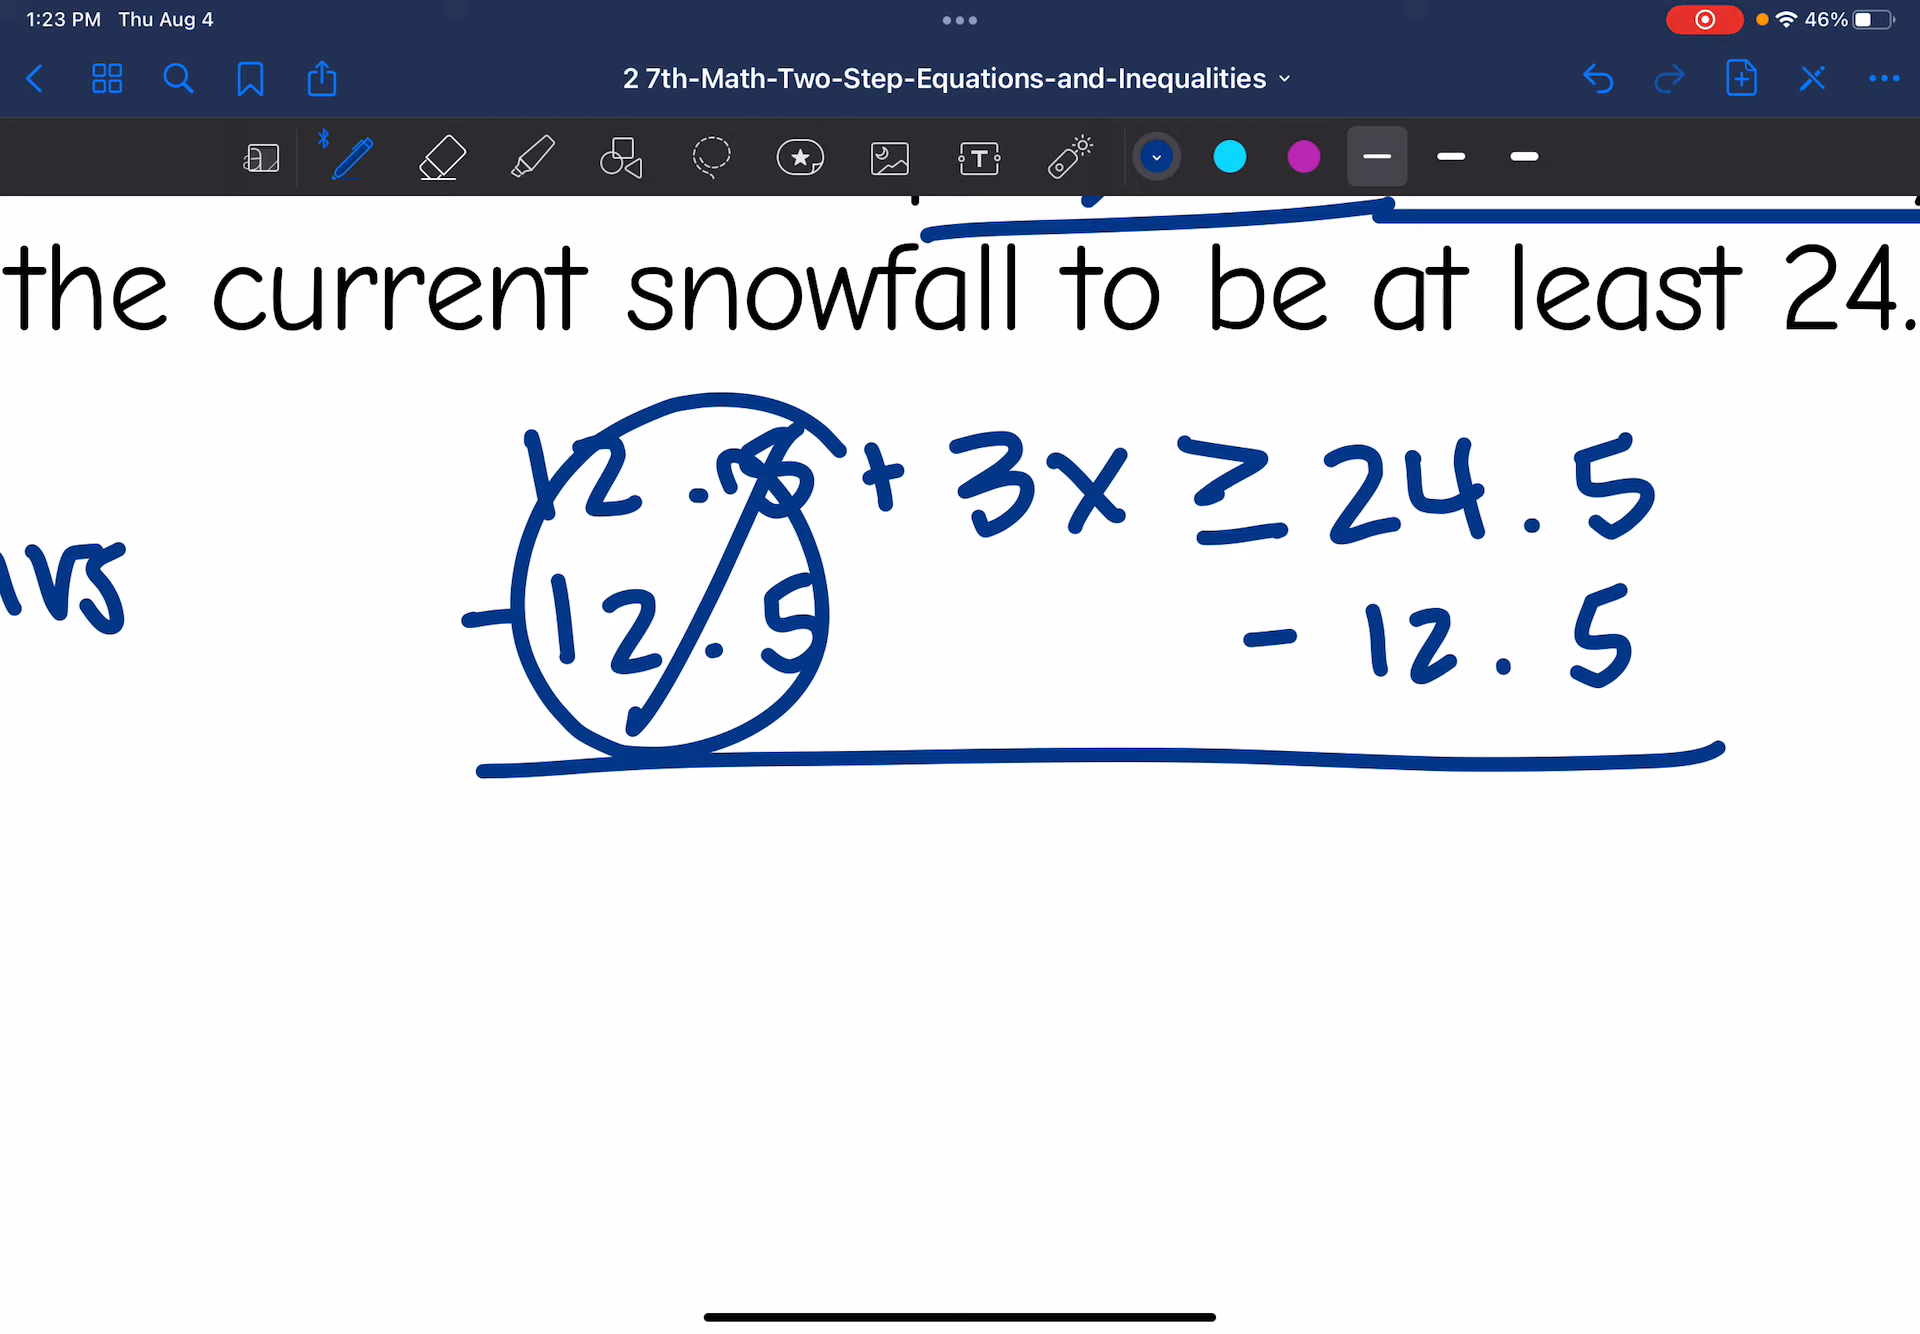 1:23 PM Thu Aug 4 46%
2 7th-Math-Two-Step-Equations-and-Inequalities
the current snowfall to be at least 24.
12.5 + 3x ≥ 24.5
- 12.5 - 12.5